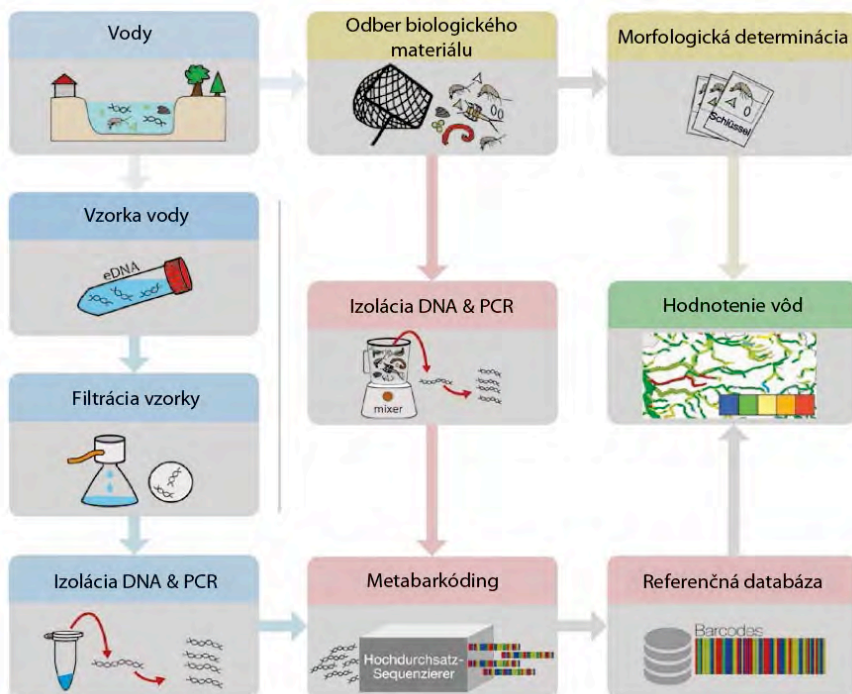 Vody
Odber biologického
materiálu
Morfologická determinácia
Schlüssel
Vzorka vody
eDNA
Izolácia DNA & PCR
mixer
Hodnotenie vôd
Filtrácia vzorky
Izolácia DNA & PCR
Metabarkóding
Hochdurchsatz-
Sequenzierer
Referenčná databáza
Barcodes